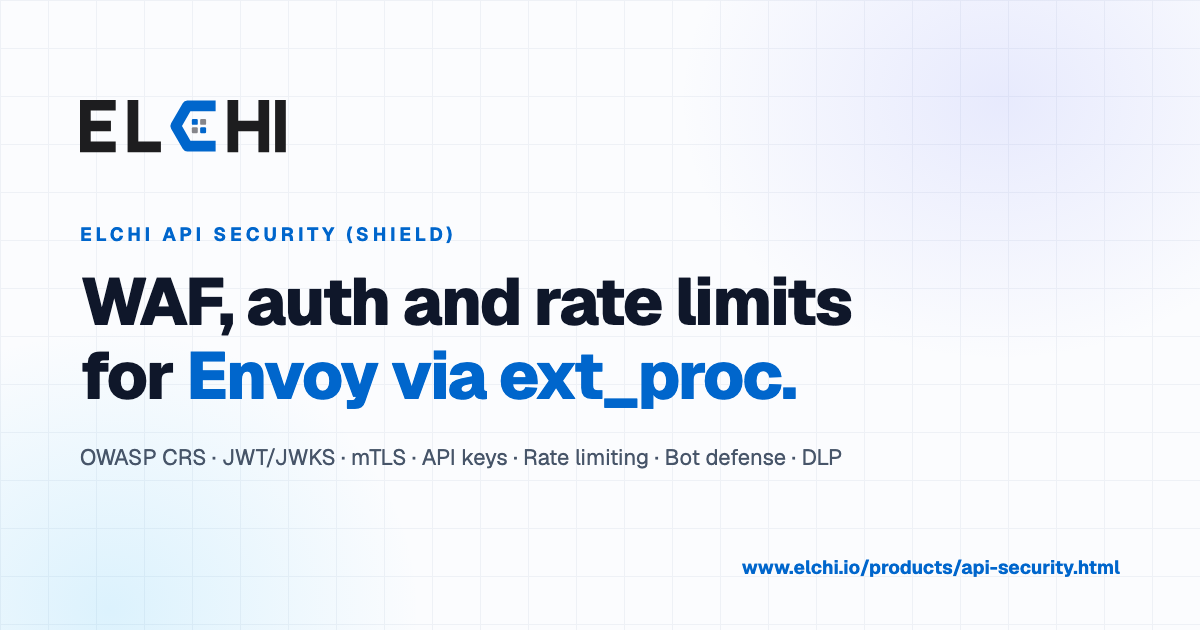 ELCHI
ELCHI API SECURITY (SHIELD)
WAF, auth and rate limits
for Envoy via ext_proc.
OWASP CRS · JWT/JWKS · mTLS · API keys · Rate limiting · Bot defense · DLP
www.elchi.io/products/api-security.html